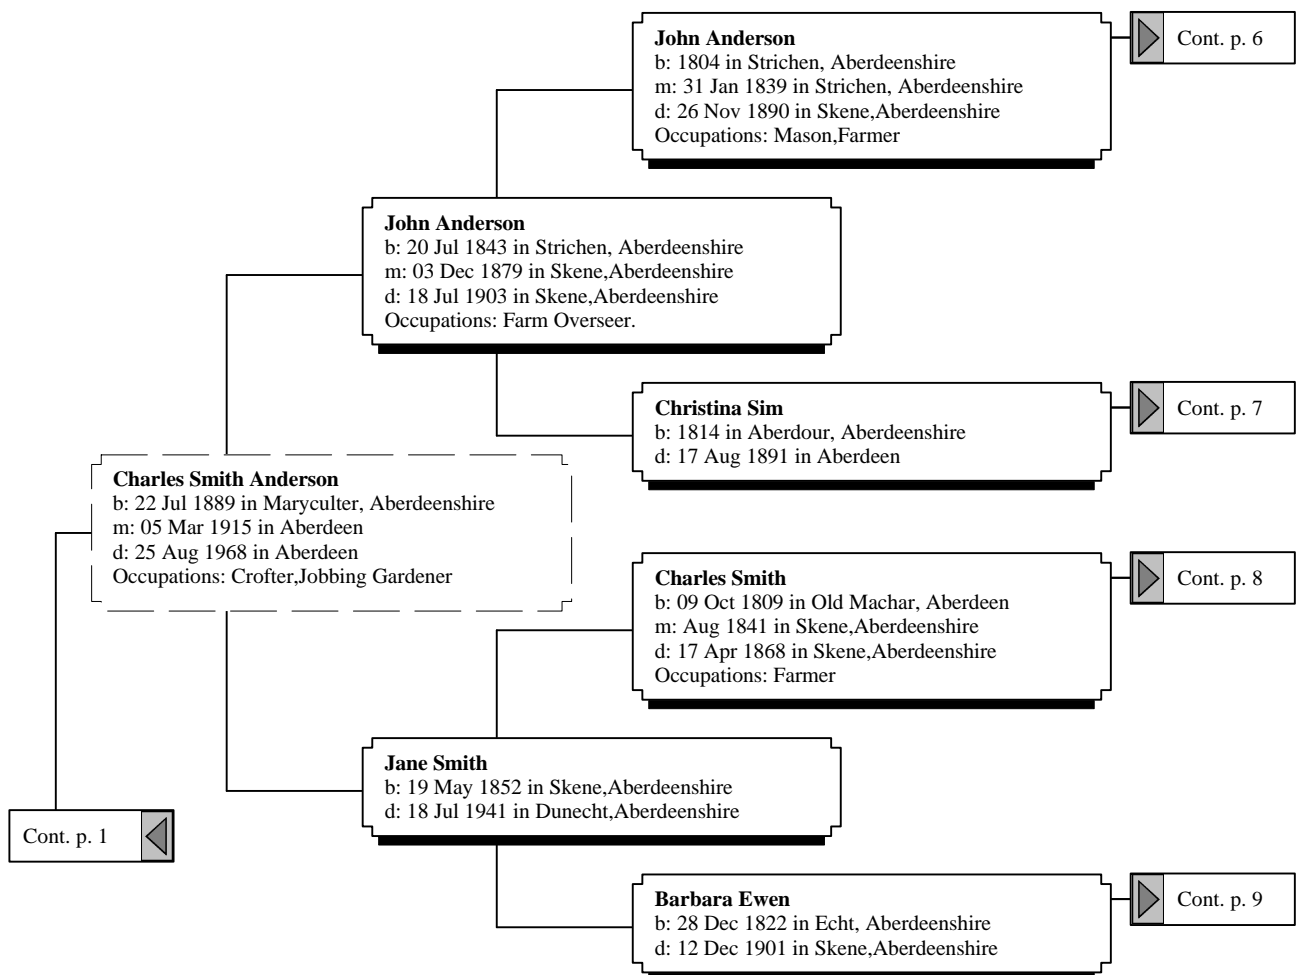 John Anderson
b: 1804 in Strichen, Aberdeenshire
m: 31 Jan 1839 in Strichen, Aberdeenshire
d: 26 Nov 1890 in Skene,Aberdeenshire
Occupations: Mason,Farmer
Cont. p. 6
John Anderson
b: 20 Jul 1843 in Strichen, Aberdeenshire
m: 03 Dec 1879 in Skene,Aberdeenshire
d: 18 Jul 1903 in Skene,Aberdeenshire
Occupations: Farm Overseer.
Christina Sim
b: 1814 in Aberdour, Aberdeenshire
d: 17 Aug 1891 in Aberdeen
Cont. p. 7
Charles Smith Anderson
b: 22 Jul 1889 in Maryculter, Aberdeenshire
m: 05 Mar 1915 in Aberdeen
d: 25 Aug 1968 in Aberdeen
Occupations: Crofter,Jobbing Gardener
Charles Smith
b: 09 Oct 1809 in Old Machar, Aberdeen
m: Aug 1841 in Skene,Aberdeenshire
d: 17 Apr 1868 in Skene,Aberdeenshire
Occupations: Farmer
Cont. p. 8
Jane Smith
b: 19 May 1852 in Skene,Aberdeenshire
d: 18 Jul 1941 in Dunecht,Aberdeenshire
Cont. p. 1
Barbara Ewen
b: 28 Dec 1822 in Echt, Aberdeenshire
d: 12 Dec 1901 in Skene,Aberdeenshire
Cont. p. 9